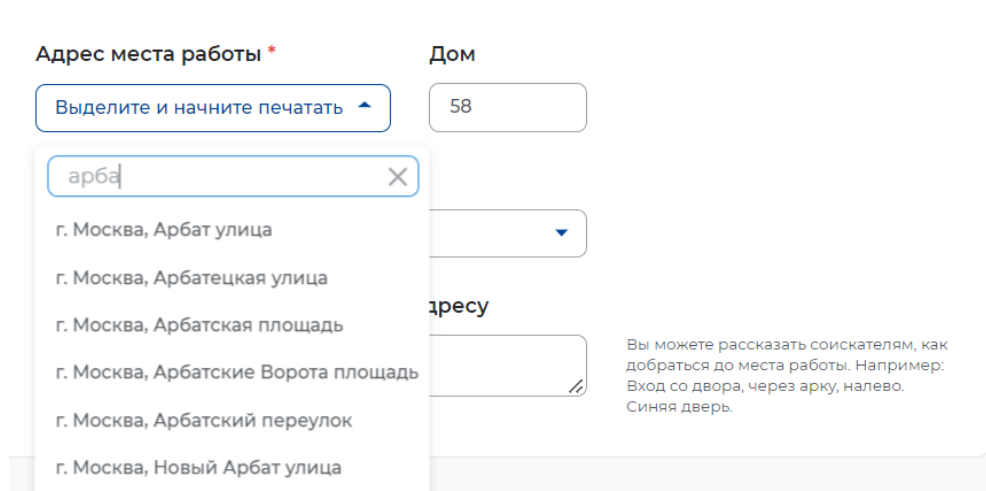 Адрес места работы *
Дом
Выделите и начните печатать
58
арба
г. Москва, Арбат улица
г. Москва, Арбатецкая улица
г. Москва, Арбатская площадь
г. Москва, Арбатские Ворота площадь
г. Москва, Арбатский переулок
г. Москва, Новый Арбат улица
дресу
Вы можете рассказать соискателям, как
добраться до места работы. Например:
Вход со двора, через арку, налево.
Синяя дверь.